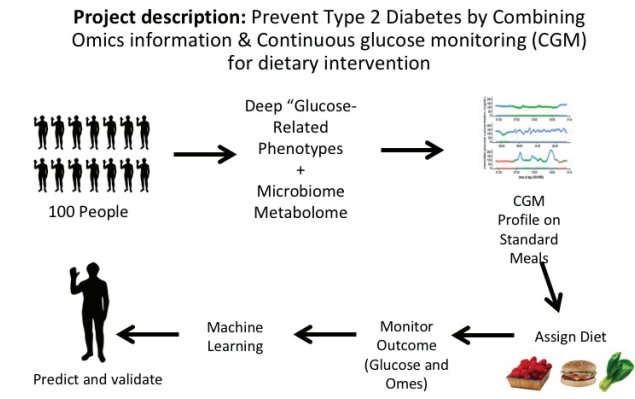 Project description: Prevent Type 2 Diabetes by Combining
Omics information & Continuous glucose monitoring (CGM)
for dietary intervention
100 People
Deep “Glucose-
Related
Phenotypes
+
Microbiome
Metabolome
CGM
Profile on
Standard
Meals
Assign Diet
Monitor
Outcome
(Glucose and
Omes)
Machine
Learning
Predict and validate